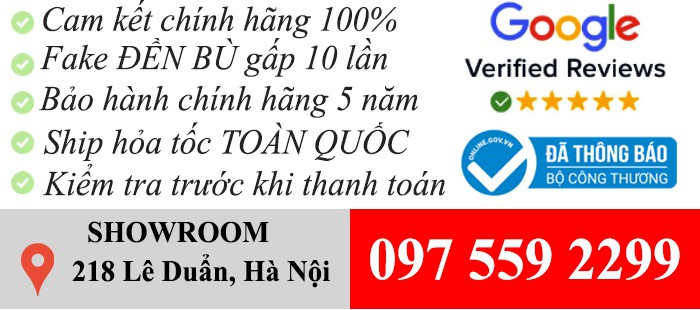 Cam kết chính hãng 100%
Fake ĐỀN BÙ gấp 10 lần
Bảo hành chính hãng 5 năm
Ship hỏa tốc TOÀN QUỐC
Kiểm tra trước khi thanh toán
Google
Verified Reviews
ONLINE.GOV.VN
ĐÃ THÔNG BÁO
BỘ CÔNG THƯƠNG
SHOWROOM
218 Lê Duẩn, Hà Nội
097 559 2299